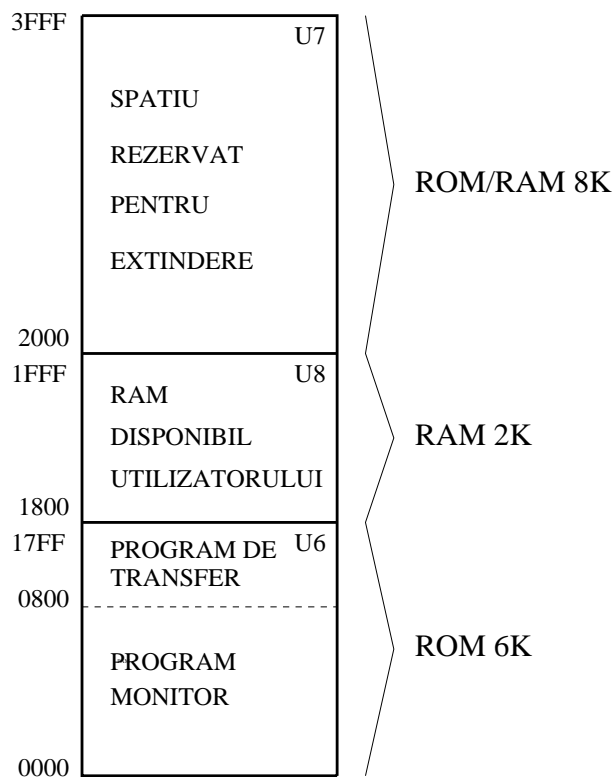 3FFF
U7
SPATIU
REZERVAT
PENTRU
EXTINDERE
ROM/RAM 8K
2000
1FFF
U8
RAM
DISPONIBIL
UTILIZATORULUI
RAM 2K
1800
17FF
U6
PROGRAM DE
TRANSFER
0800
PROGRAM
MONITOR
ROM 6K
0000